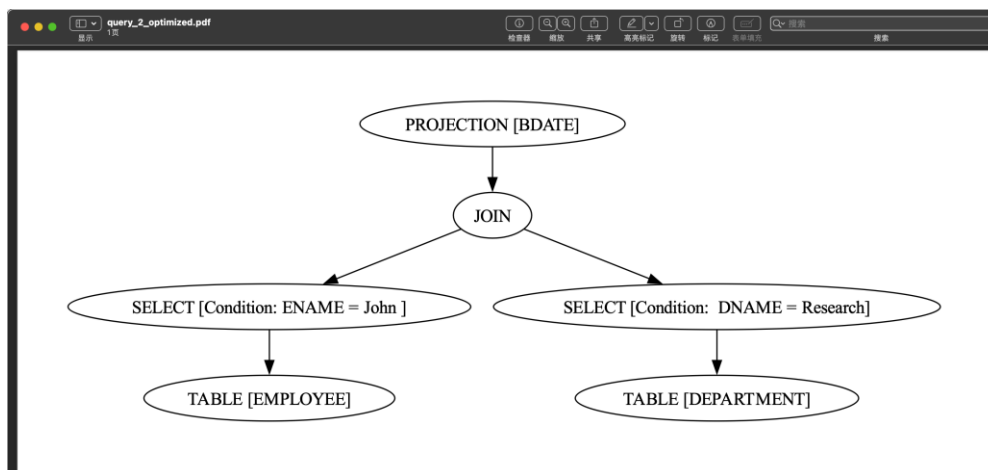 query_2_optimized.pdf
1页
显示
检查器
缩放
共享
高亮标记
旋转
标记
表单填充
搜索
搜索
PROJECTION [BDATE]
JOIN
SELECT [Condition: ENAME = John ]
SELECT [Condition:  DNAME = Research]
TABLE [EMPLOYEE]
TABLE [DEPARTMENT]